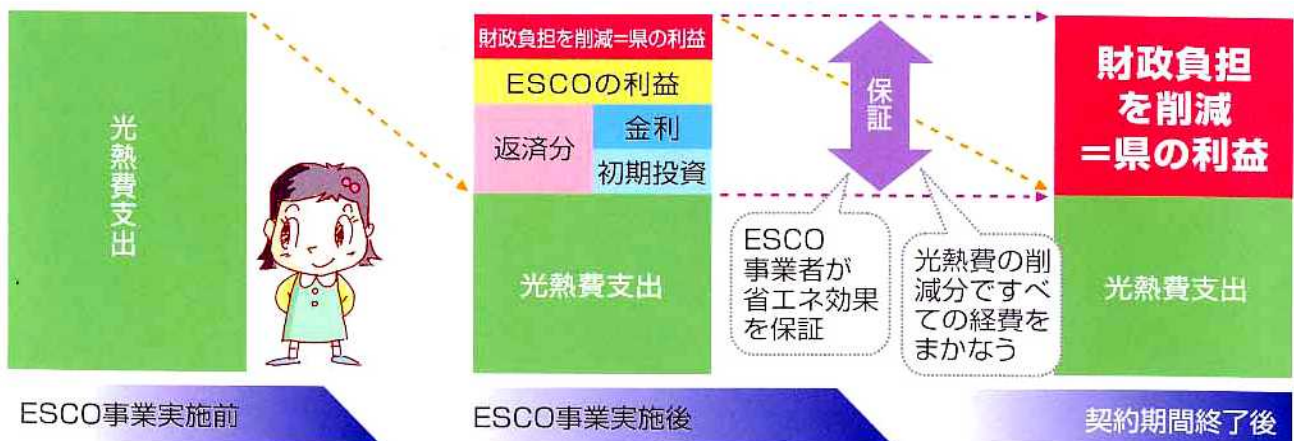 光熱費支出
財政負担を削減=県の利益
ESCOの利益
返済分
金利
初期投資
光熱費支出
保証
ESCO
事業者が
省エネ効果
を保証
光熱費の削
減分ですべ
ての経費を
まかなう
財政負担
を削減
=県の利益
光熱費支出
ESCO事業実施前
ESCO事業実施後
契約期間終了後